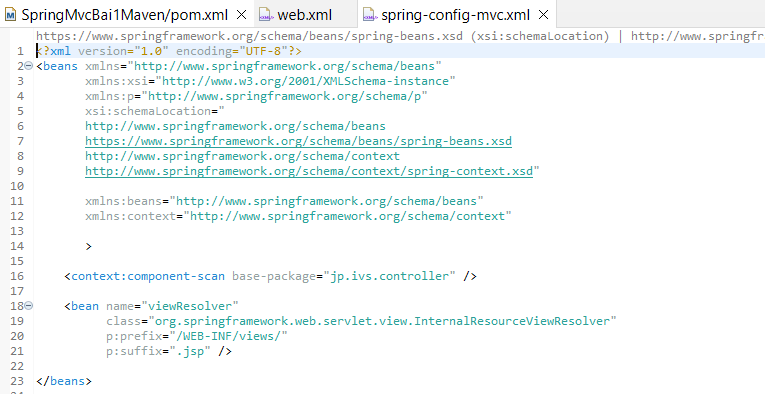 SpringMvcBai1Maven/pom.xml web.xml spring-config-mvc.xml
https://www.springframework.org/schema/beans/spring-beans.xsd (xsi:schemaLocation) | http://www.springfr
1 <?xml version="1.0" encoding="UTF-8"?>
2 <beans xmlns="http://www.springframework.org/schema/beans"
3 xmlns:xsi="http://www.w3.org/2001/XMLSchema-instance"
4 xmlns:p="http://www.springframework.org/schema/p"
5 xsi:schemaLocation="
6 http://www.springframework.org/schema/beans
7 https://www.springframework.org/schema/beans/spring-beans.xsd
8 http://www.springframework.org/schema/context
9 http://www.springframework.org/schema/context/spring-context.xsd"
10
11 xmlns:beans="http://www.springframework.org/schema/beans"
12 xmlns:context="http://www.springframework.org/schema/context"
13
14 >
15
16 <context:component-scan base-package="jp.ivs.controller" />
17
18 <bean name="viewResolver"
19 class="org.springframework.web.servlet.view.InternalResourceViewResolver"
20 p:prefix="/WEB-INF/views/"
21 p:suffix=".jsp" />
22
23 </beans>
24